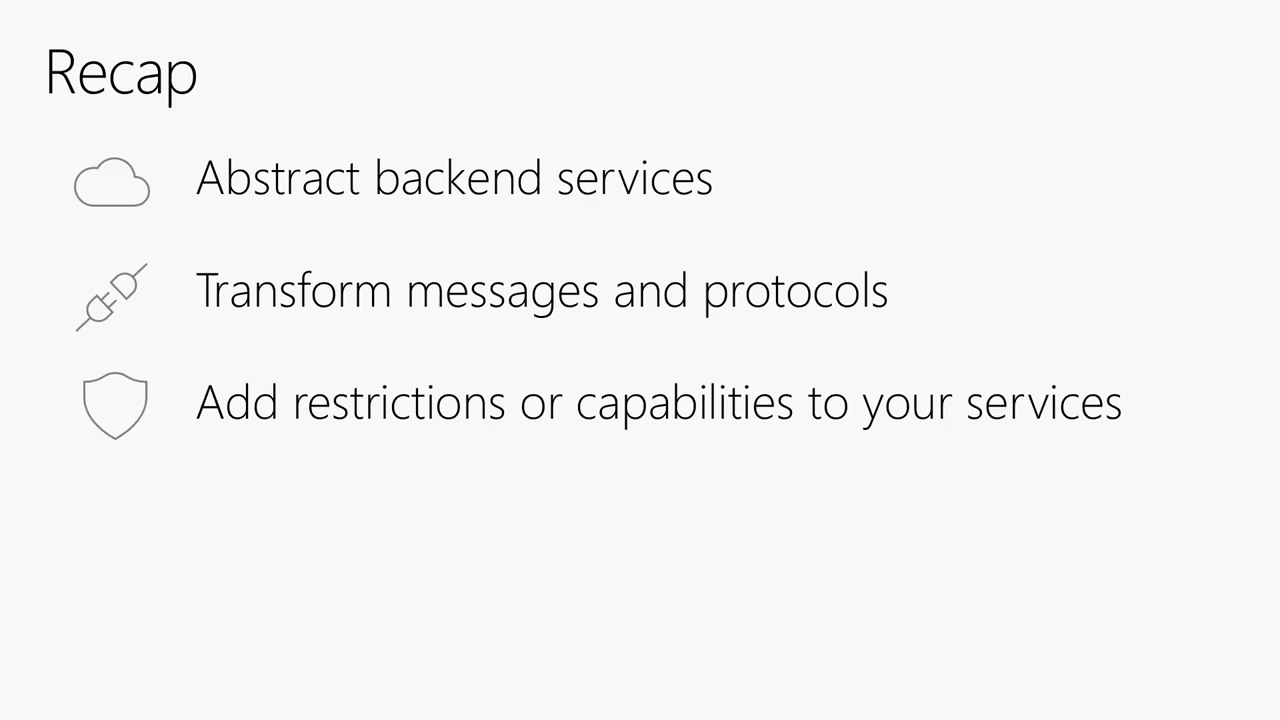 Recap
Abstract backend services
Transform messages and protocols
Add restrictions or capabilities to your services